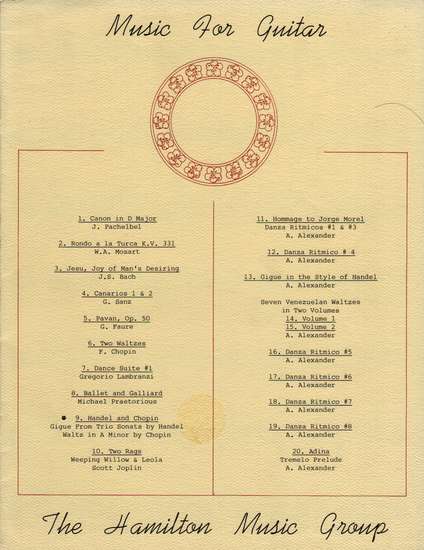 Music For Guitar
1. Canon in D Major
J. Pachelbel
2. Rondo a la Turca K.V. 331
W.A. Mozart
3. Jesu, Joy of Man's Desiring
J.S. Bach
4. Canarios 1 & 2
G. Sanz
5. Pavan, Op. 50
G. Faure
6. Two Waltzes
F. Chopin
7. Dance Suite #1
Gregorio Lambranzi
8. Ballet and Galliard
Michael Praetorious
9. Handel and Chopin
Gigue From Trio Sonata by Handel
Waltz in A Minor by Chopin
10. Two Rags
Weeping Willow & Leola
Scott Joplin
11. Hommage to Jorge Morel
Danza Ritmicos #1 & #3
A. Alexander
12. Danza Ritmico # 4
A. Alexander
13. Gigue in the Style of Handel
A. Alexander
Seven Venezuelan Waltzes
in Two Volumes
14. Volume 1
15. Volume 2
A. Alexander
16. Danza Ritmico #5
A. Alexander
17. Danza Ritmico #6
A. Alexander
18. Danza Ritmico #7
A. Alexander
19. Danza Ritmico #8
A. Alexander
20. Adina
Tremelo Prelude
A. Alexander
The Hamilton Music Group